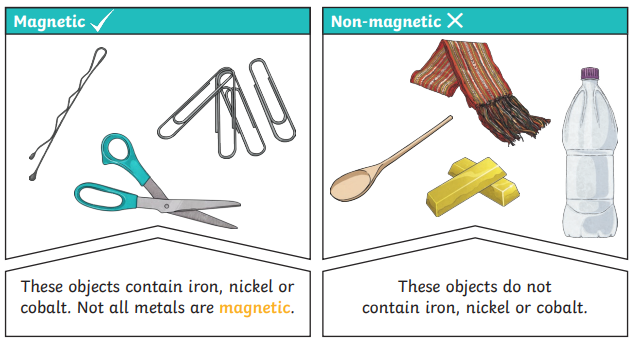 Magnetic
Non-magnetic
These objects contain iron, nickel or
cobalt. Not all metals are magnetic.
These objects do not
contain iron, nickel or cobalt.